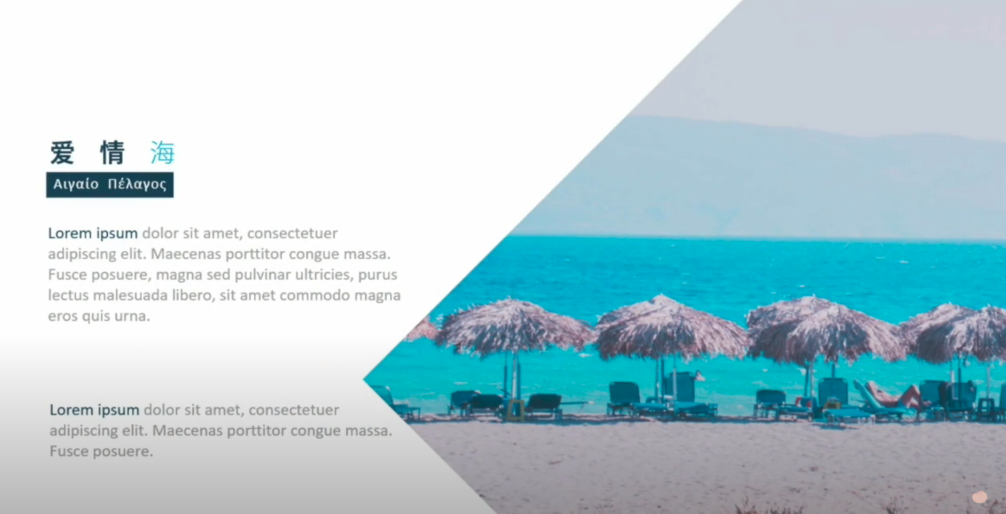 爱 情 海
Αιγαίο Πέλαγος
Lorem ipsum dolor sit amet, consectetuer
adipiscing elit. Maecenas porttitor congue massa.
Fusce posuere, magna sed pulvinar ultricies, purus
lectus malesuada libero, sit amet commodo magna
eros quis urna.
Lorem ipsum dolor sit amet, consectetuer
adipiscing elit. Maecenas porttitor congue massa.
Fusce posuere.